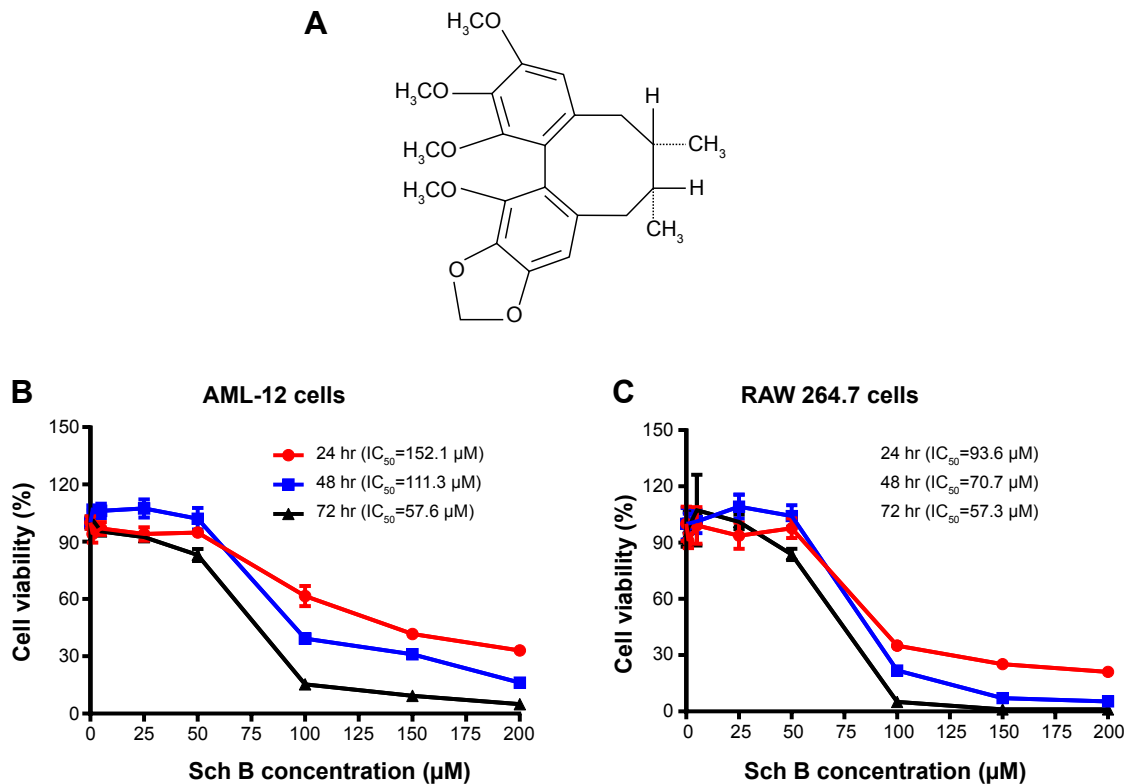 A
H₃CO
H₃CO
H₃CO
H₃CO
H
CH₃
H
CH₃
O
O
B
AML-12 cells
Cell viability (%)
150
120
90
60
30
0
24 hr (IC₅₀=152.1 µM)
48 hr (IC₅₀=111.3 µM)
72 hr (IC₅₀=57.6 µM)
0 25 50 75 100 125 150 175 200
Sch B concentration (µM)
C
RAW 264.7 cells
Cell viability (%)
150
120
90
60
30
0
24 hr (IC₅₀=93.6 µM)
48 hr (IC₅₀=70.7 µM)
72 hr (IC₅₀=57.3 µM)
0 25 50 75 100 125 150 175 200
Sch B concentration (µM)